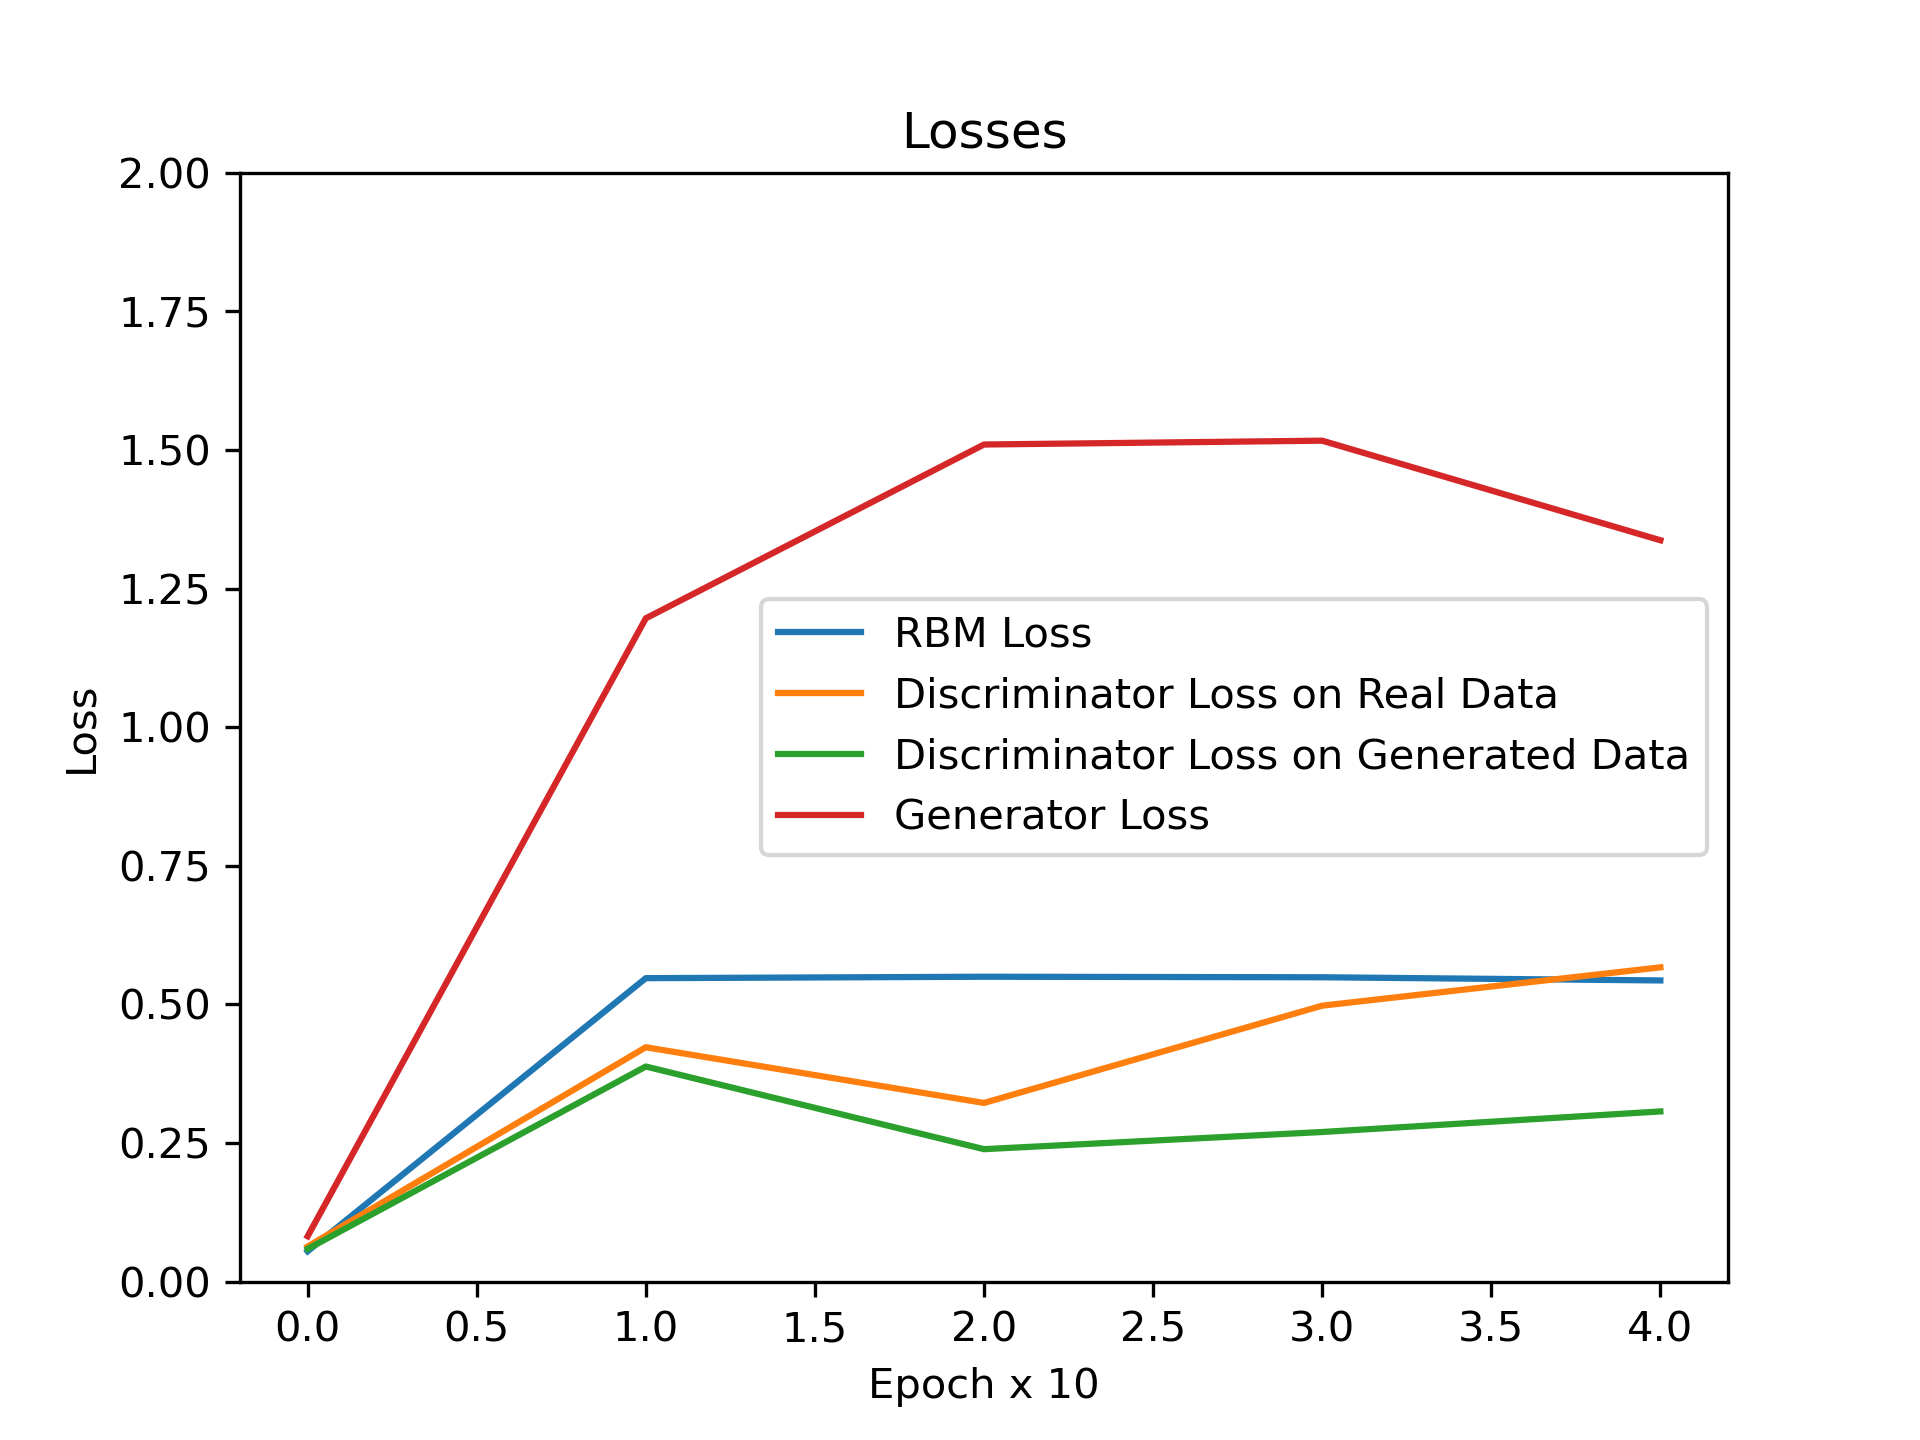 Losses
2.00
1.75
1.50
1.25
1.00
0.75
0.50
0.25
0.00
Loss
RBM Loss
Discriminator Loss on Real Data
Discriminator Loss on Generated Data
Generator Loss
0.0 0.5 1.0 1.5 2.0 2.5 3.0 3.5 4.0
Epoch x 10